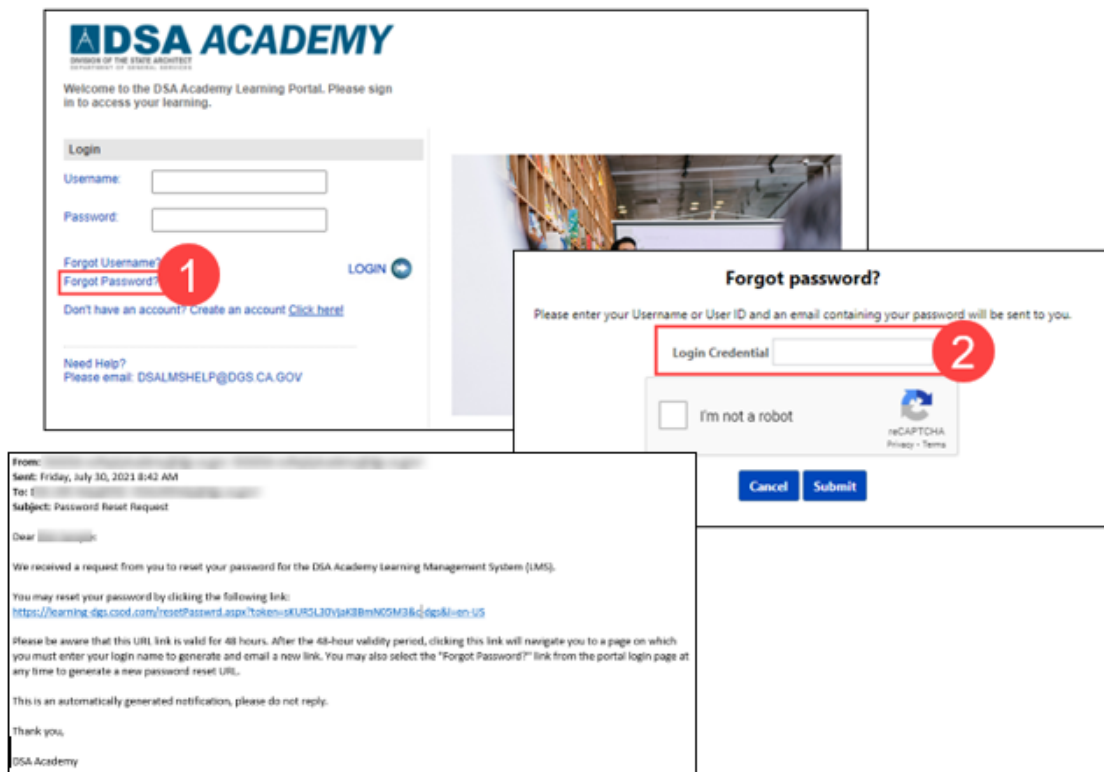 DSA ACADEMY
DIVISION OF THE STATE ARCHITECT
DEPARTMENT OF GENERAL SERVICES
Welcome to the DSA Academy Learning Portal. Please sign
in to access your learning.
Login
Username:
Password:
Forgot Username?
Forgot Password?
1
LOGIN
Don't have an account? Create an account Click here!
Need Help?
Please email: DSALMSHELP@DGS.CA.GOV
Forgot password?
Please enter your Username or User ID and an email containing your password will be sent to you.
Login Credential
2
I'm not a robot
reCAPTCHA
Privacy - Terms
Cancel Submit
From:
Sent: Friday, July 30, 2021 8:42 AM
To:
Subject: Password Reset Request
Dear
We received a request from you to reset your password for the DSA Academy Learning Management System (LMS).
You may reset your password by clicking the following link:
Please be aware that this URL link is valid for 48 hours. After the 48-hour validity period, clicking this link will navigate you to a page on which
you must enter your login name to generate and email a new link. You may also select the "Forgot Password?" link from the portal login page at
any time to generate a new password reset URL.
This is an automatically generated notification, please do not reply.
Thank you,
DSA Academy